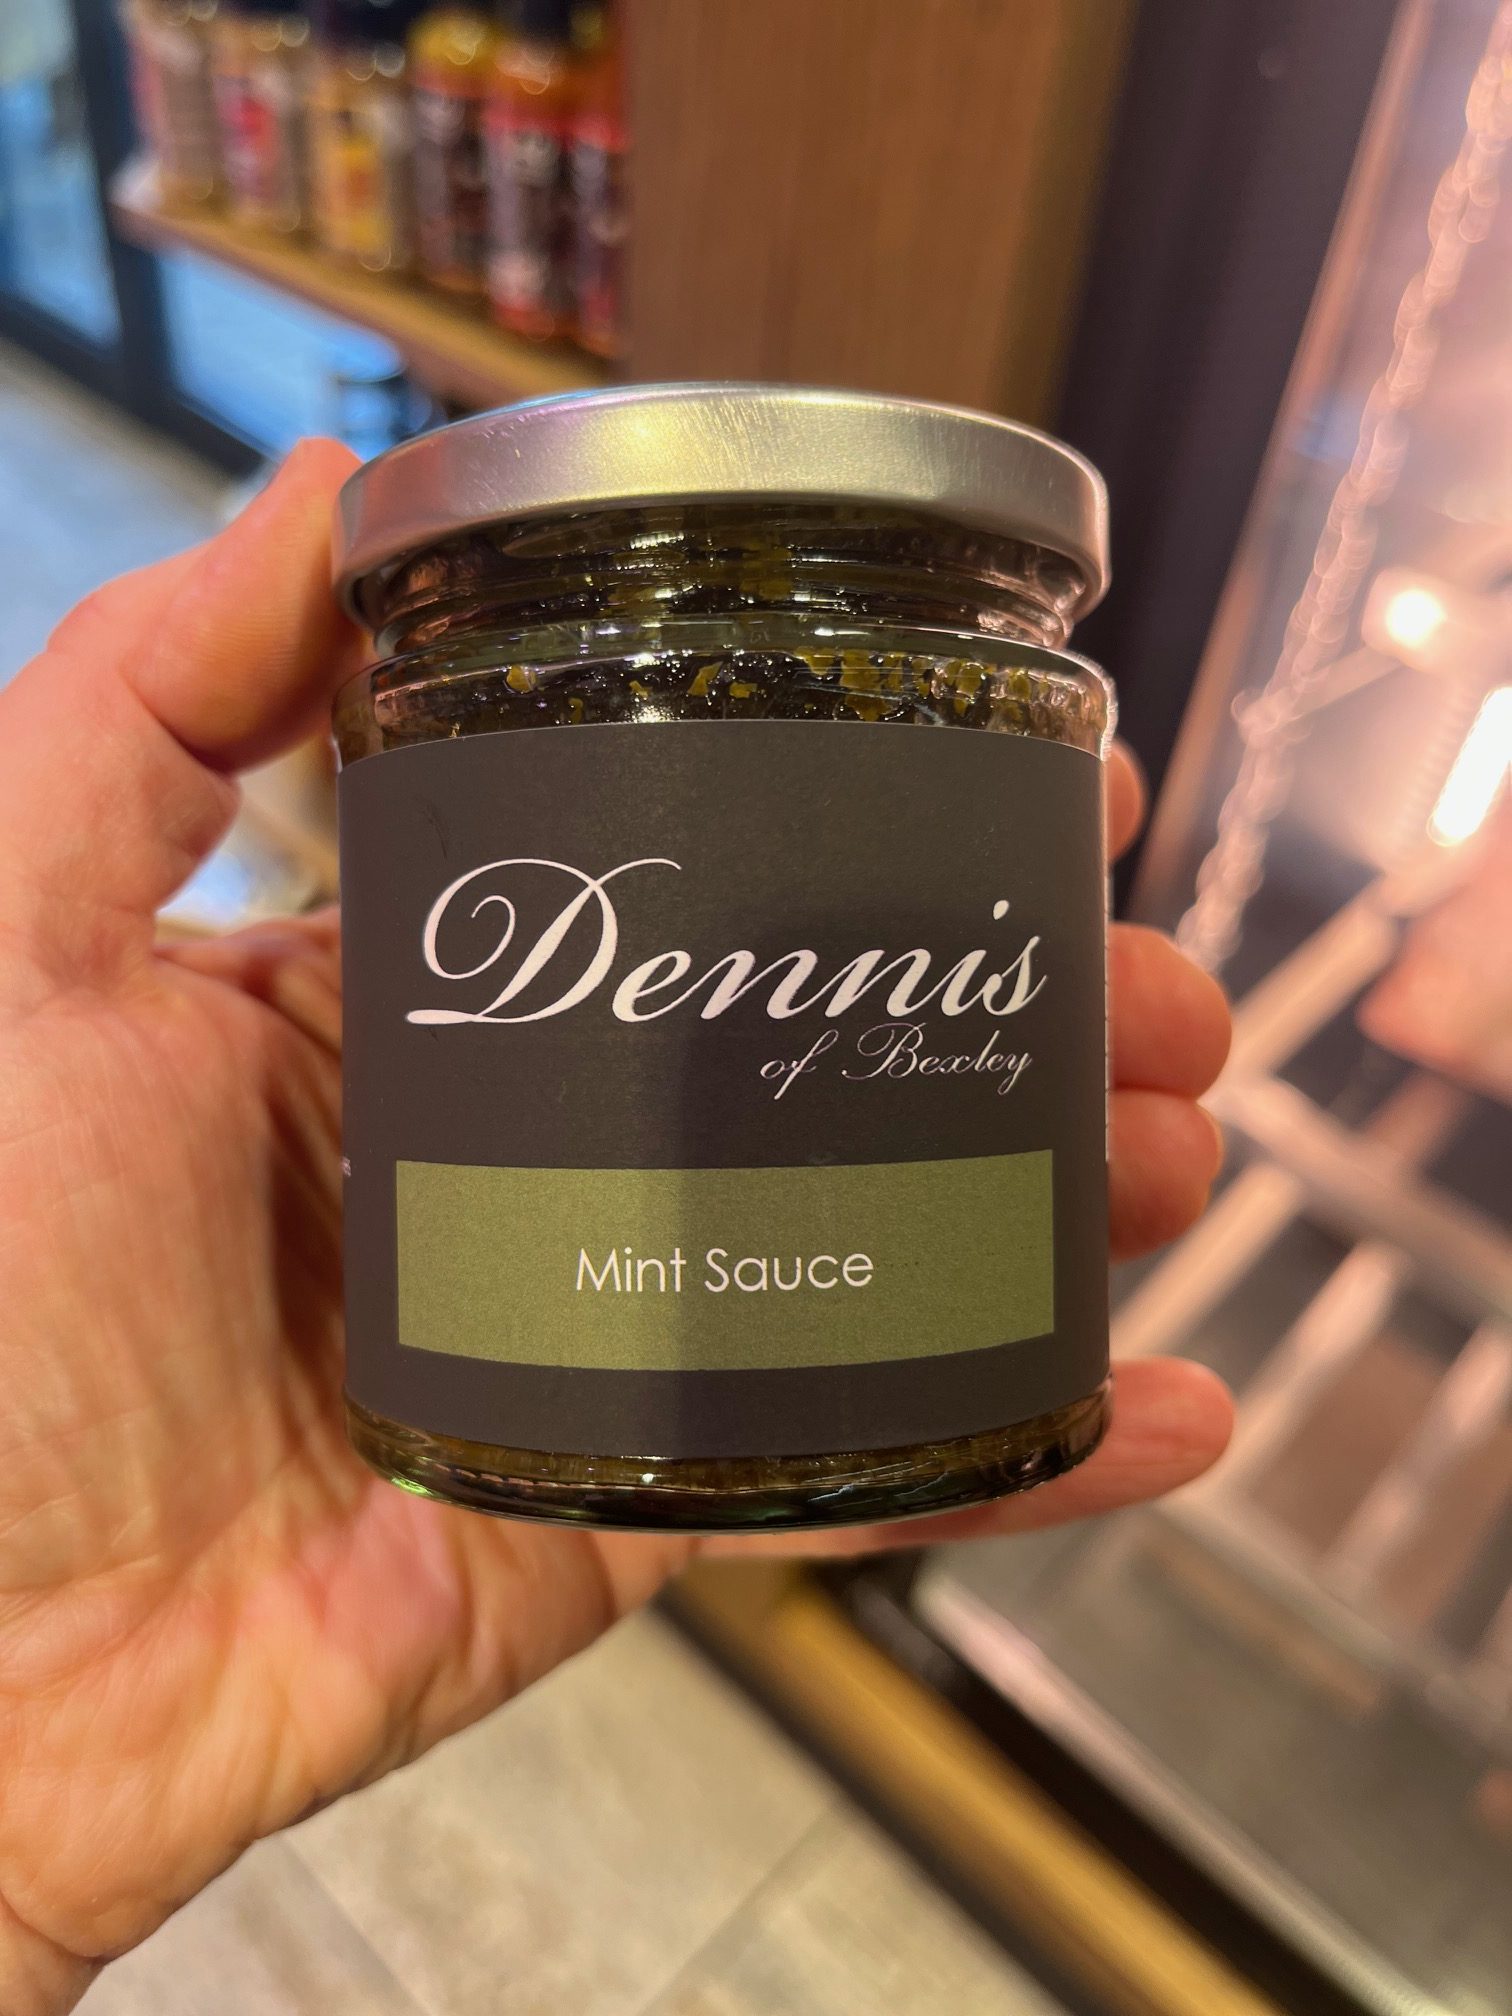 Dennis
of Bexley
Mint Sauce